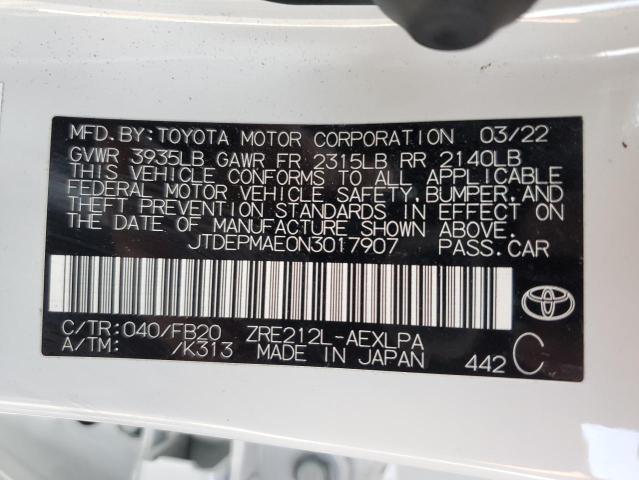 MFD.BY:TOYOTA MOTOR CORPORATION 03/22
GVWR 3935LB GAWR FR 2315LB RR 2140LB
THIS VEHICLE CONFORMS TO ALL APPLICABLE
FEDERAL MOTOR VEHICLE SAFETY,BUMPER,AND
THEFT PREVENTION STANDARDS IN EFFECT ON
THE DATE OF MANUFACTURE SHOWN ABOVE.
JTDEPMAE0N3017907 PASS.CAR
C/TR:040/FB20 ZRE212L-AEXLPA
A/TM: /K313 MADE IN JAPAN 442 C